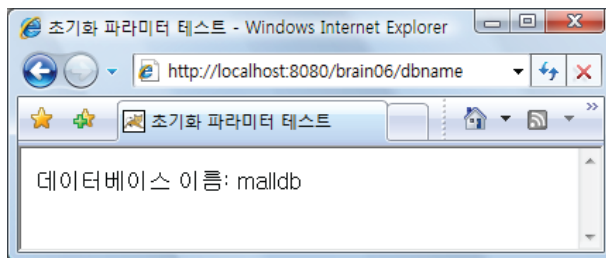 초기화 파라미터 테스트 - Windows Internet Explorer
http://localhost:8080/brain06/dbname
초기화 파라미터 테스트
데이터베이스 이름: malldb